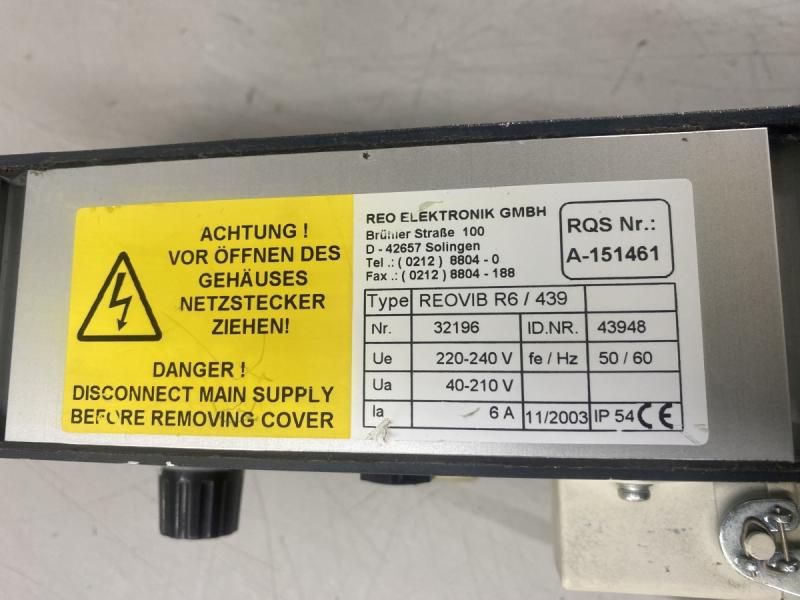 ACHTUNG !
VOR ÖFFNEN DES
GEHÄUSES
NETZSTECKER
ZIEHEN!
DANGER !
DISCONNECT MAIN SUPPLY
BEFORE REMOVING COVER
REO ELEKTRONIK GMBH
Brühler Straße 100
D - 42657 Solingen
Tel .: ( 0212 ) 8804 - 0
Fax .: ( 0212 ) 8804 - 188
RQS Nr.:
A-151461
Type REOVIB R6 / 439
Nr. 32196 ID.NR. 43948
Ue 220-240 V fe / Hz 50 / 60
Ua 40-210 V
Ia 6 A 11/2003 IP 54 CE